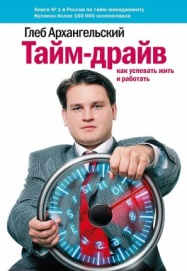 Книга № 1 в России по тайм-менеджменту
Куплено более 160 000 экземпляров
Глеб Архангельский
Тайм-драйв
как успевать жить
и работать